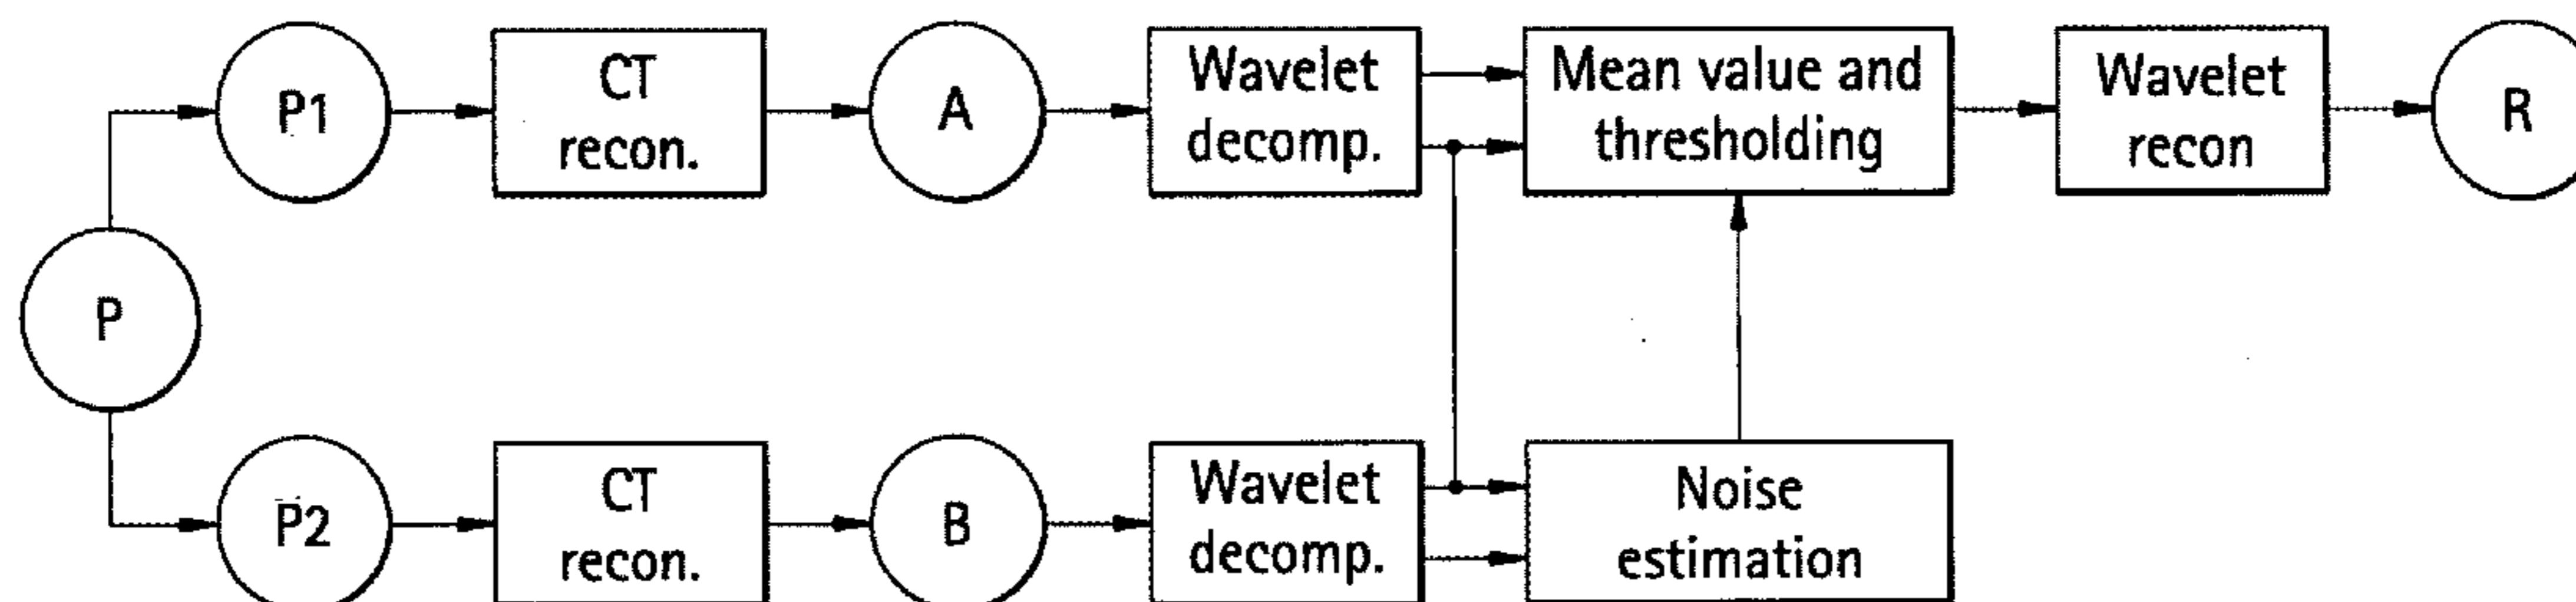 P1
CT
recon.
A
Wavelet
decomp.
Mean value and
thresholding
Wavelet
recon
R
P
P2
CT
recon.
B
Wavelet
decomp.
Noise
estimation